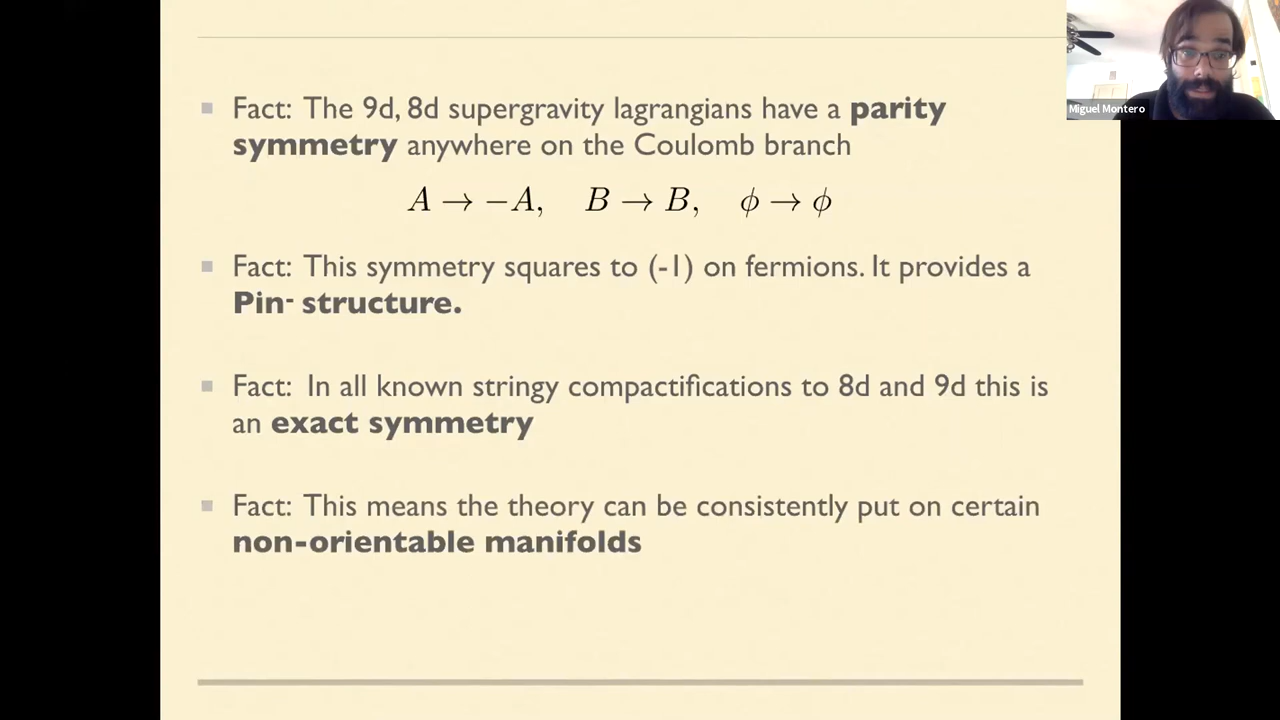 Fact: The 9d, 8d supergravity lagrangians have a parity
symmetry anywhere on the Coulomb branch
A → −A, B → B, φ → φ
Fact: This symmetry squares to (-1) on fermions. It provides a
Pin⁻ structure.
Fact: In all known stringy compactifications to 8d and 9d this is
an exact symmetry
Fact: This means the theory can be consistently put on certain
non-orientable manifolds
Miguel Montero